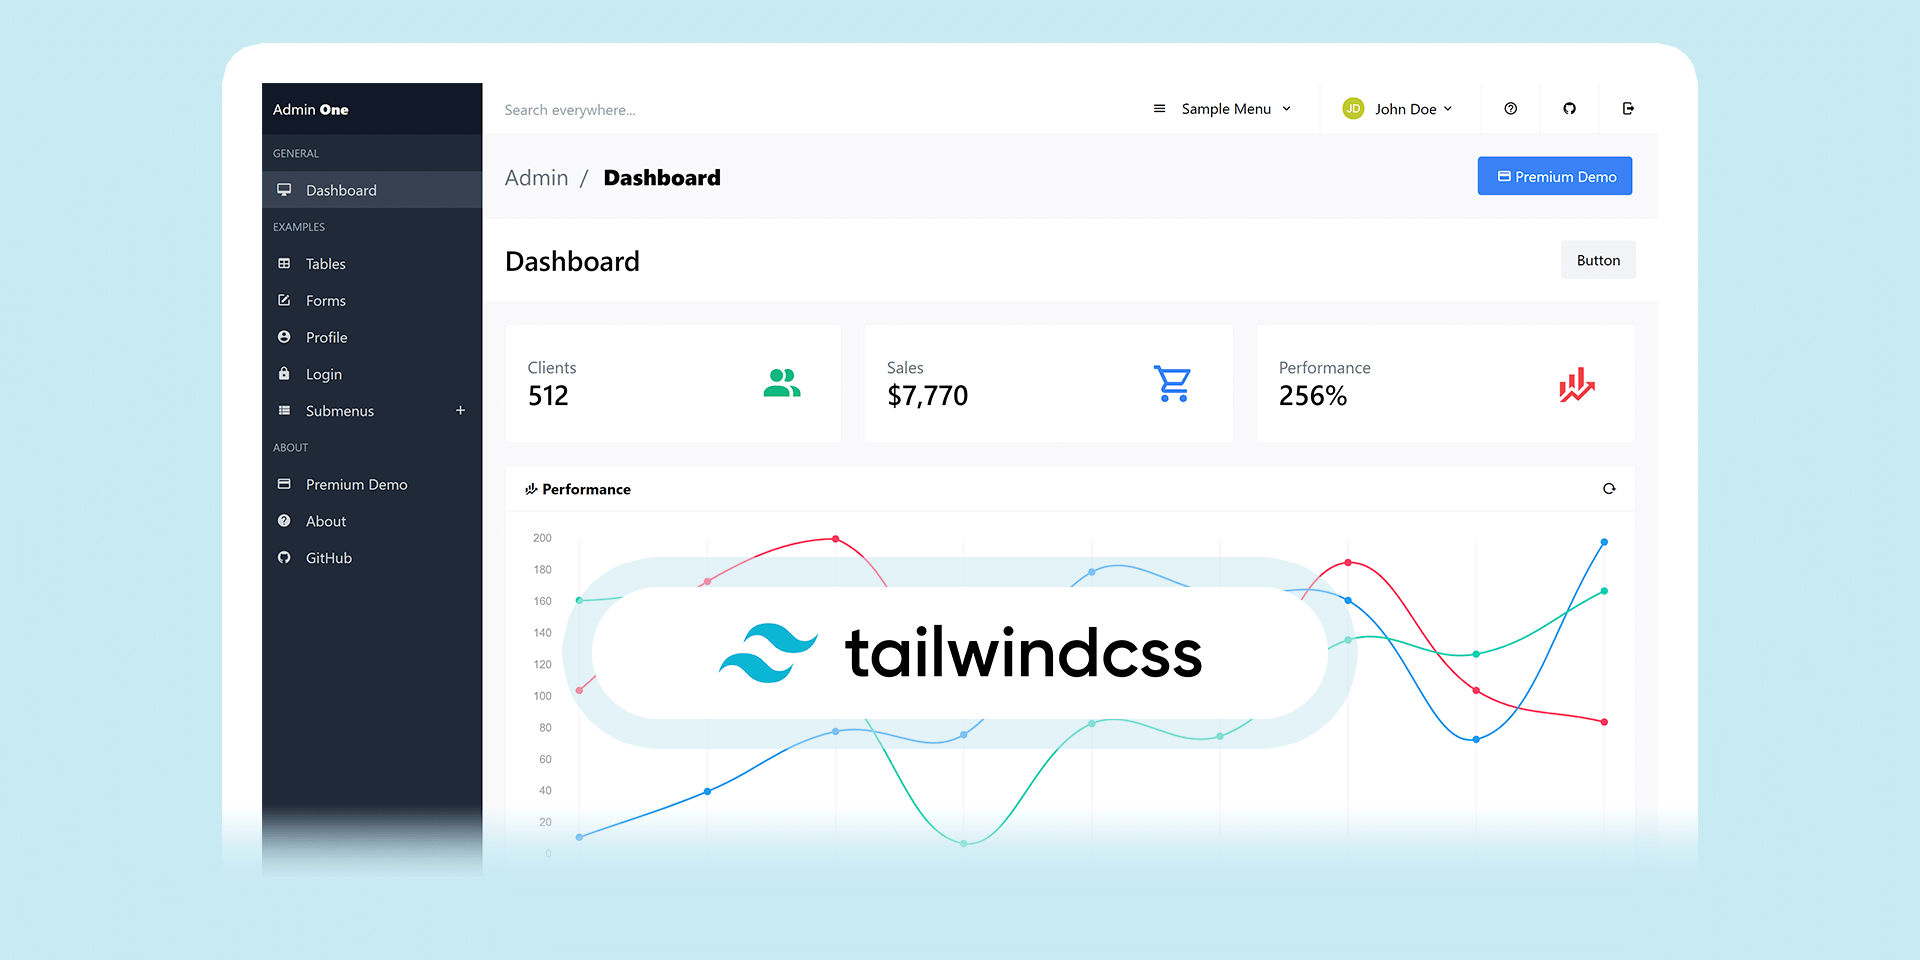 Admin One
GENERAL
Dashboard
EXAMPLES
Tables
Forms
Profile
Login
Submenus +
ABOUT
Premium Demo
About
GitHub
Search everywhere...
Sample Menu
JD John Doe
Admin / Dashboard
Premium Demo
Dashboard
Button
Clients
512
Sales
$7,770
Performance
256%
Performance
200
180
160
140
120
100
80
60
40
20
0
tailwindcss